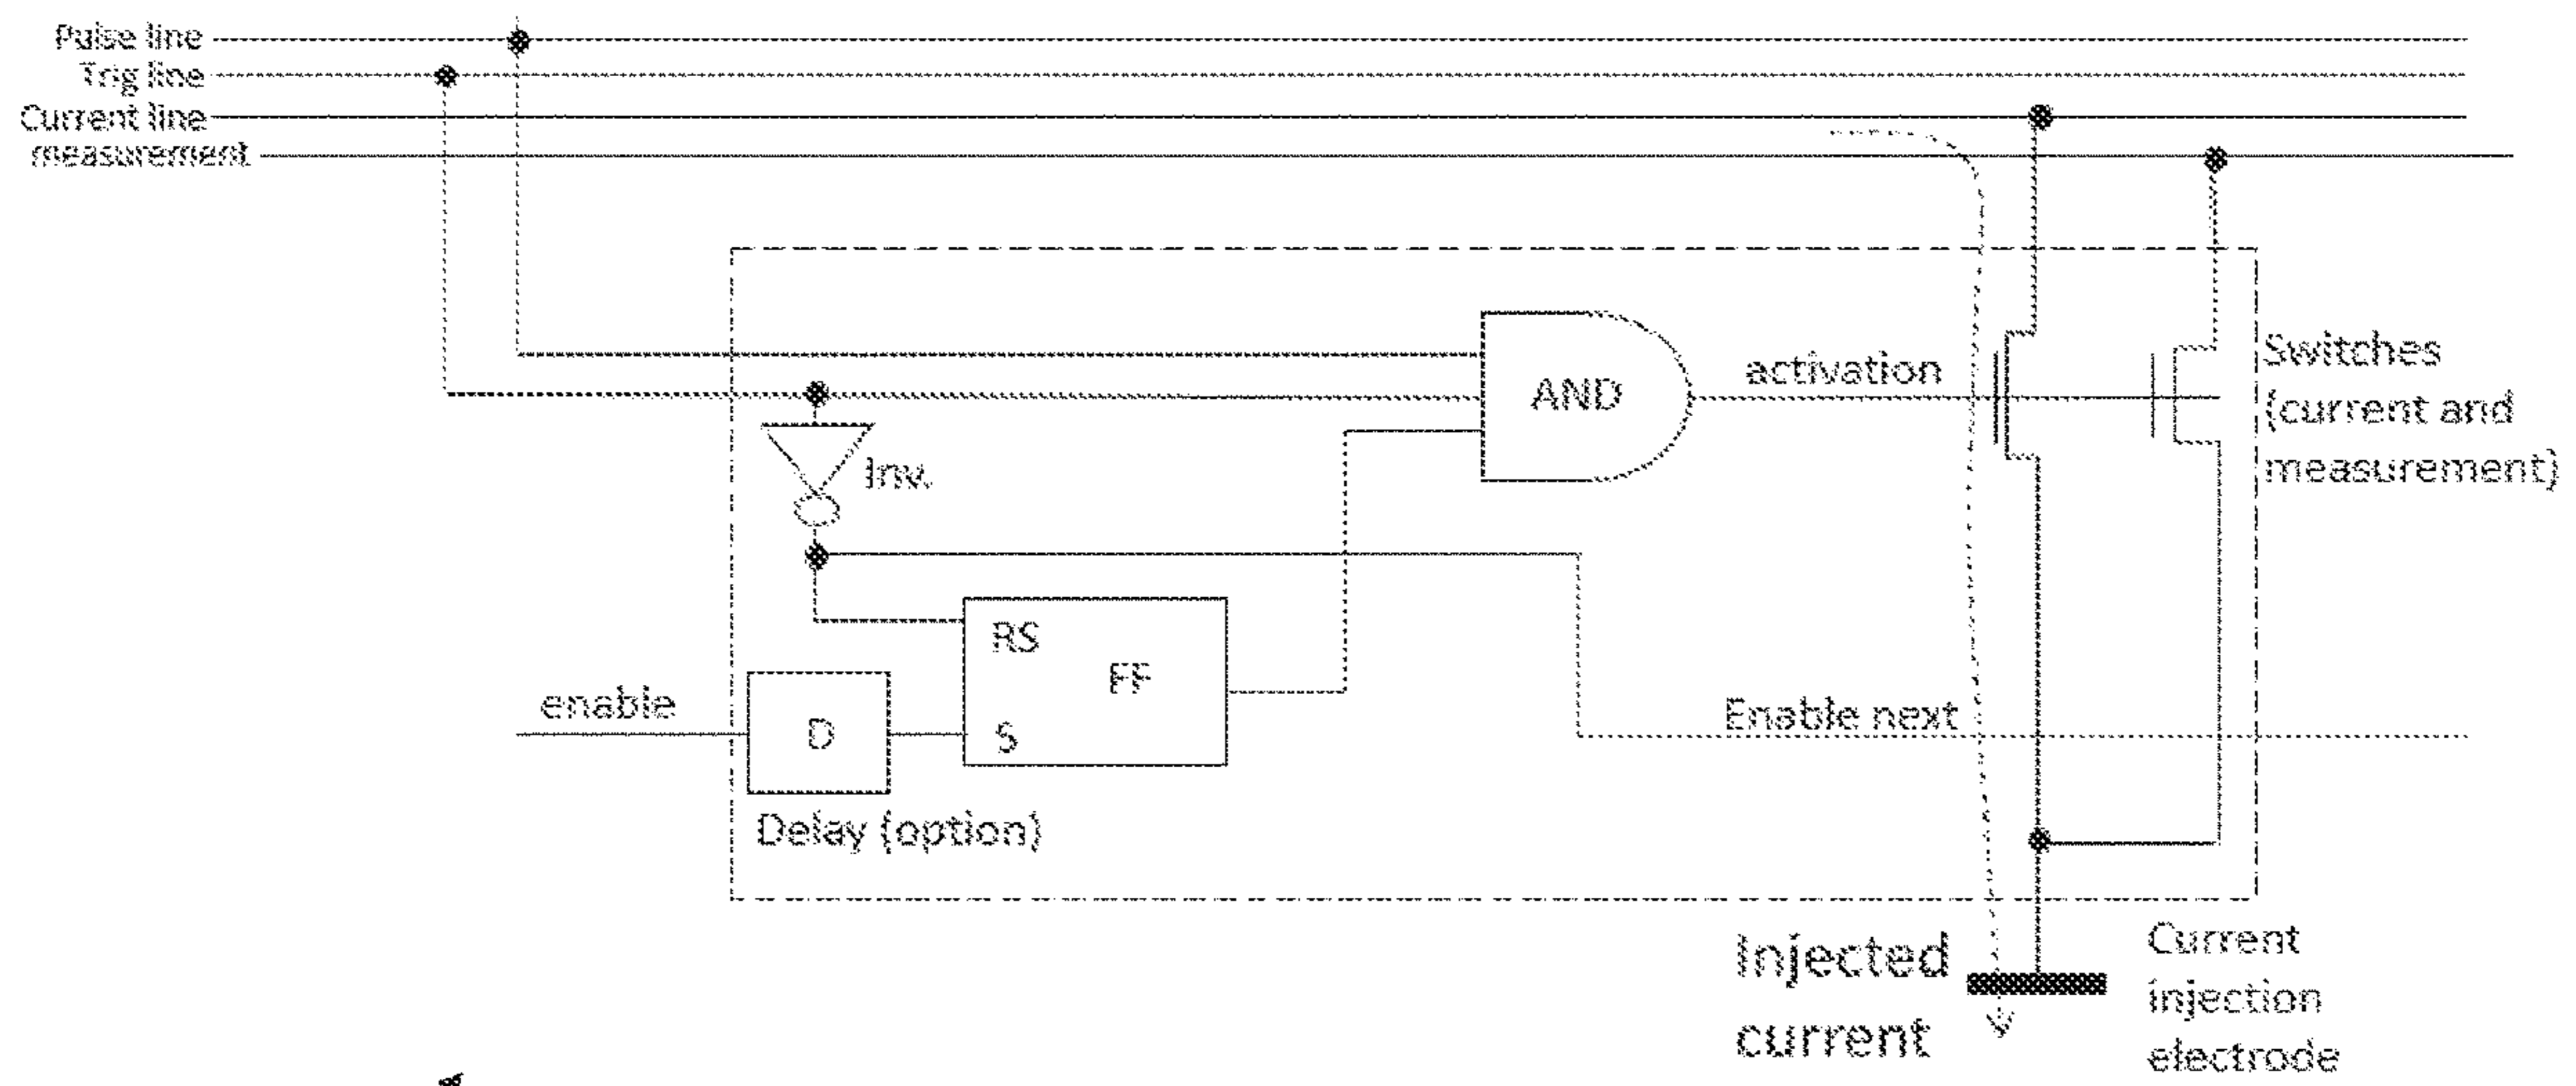 Pulse line
Trig line
Current line
measurement
AND
activation
Switches
(current and
measurement)
Inv.
RS
FF
S
enable
D
Enable next
Delay (option)
Injected
current
Current
injection
electrode